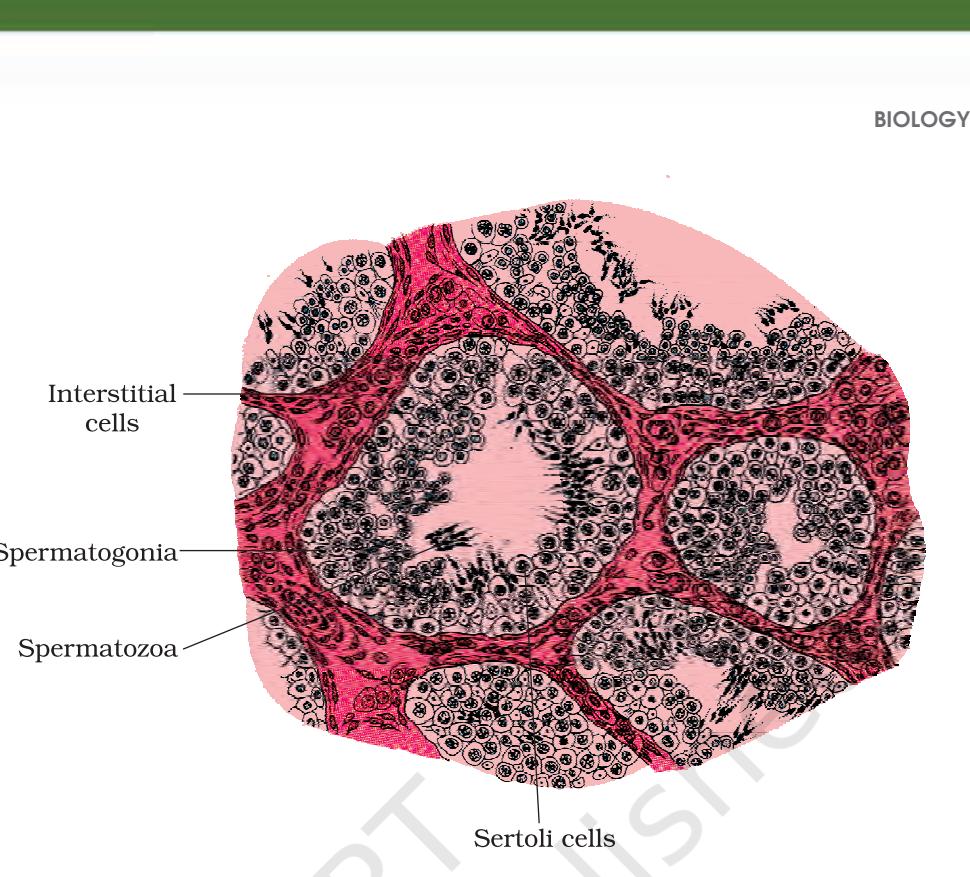 BIOLOGY
Interstitial
cells
Spermatogonia
Spermatozoa
Sertoli cells